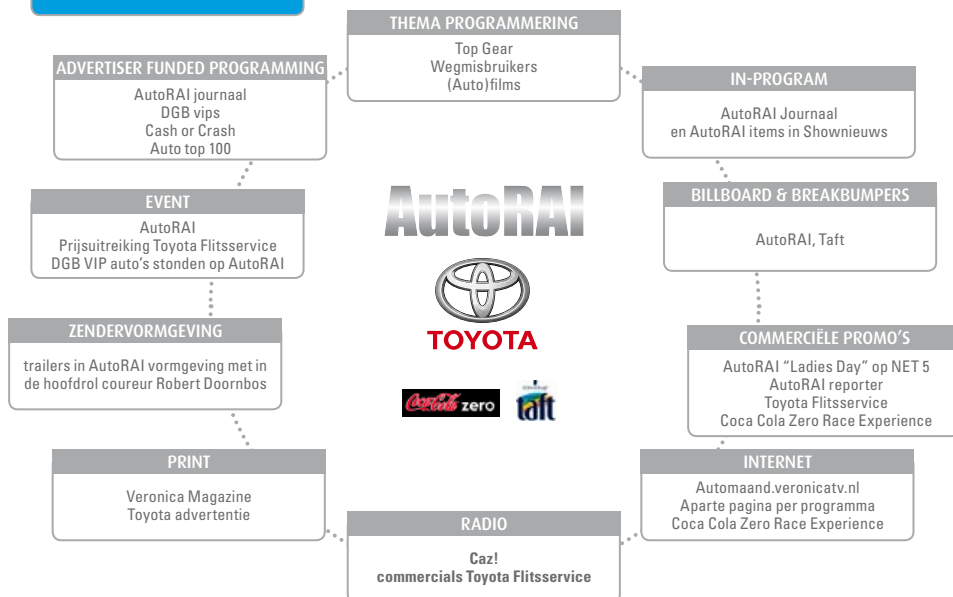 THEMA PROGRAMMERING
Top Gear
Wegmisbruikers
(Auto)films
ADVERTISER FUNDED PROGRAMMING
AutoRAI journaal
DGB vips
Cash or Crash
Auto top 100
IN-PROGRAM
AutoRAI Journaal
en AutoRAI items in Shownieuws
EVENT
AutoRAI
Prijsuitreiking Toyota Flitsservice
DGB VIP auto's stonden op AutoRAI
AutoRAI
TOYOTA
Coca-Cola zero
taft
BILLBOARD & BREAKBUMPERS
AutoRAI, Taft
ZENDERVORMGEVING
trailers in AutoRAI vormgeving met in
de hoofdrol coureur Robert Doornbos
COMMERCIËLE PROMO'S
AutoRAI “Ladies Day” op NET 5
AutoRAI reporter
Toyota Flitsservice
Coca Cola Zero Race Experience
PRINT
Veronica Magazine
Toyota advertentie
INTERNET
Automaand.veronicatv.nl
Aparte pagina per programma
Coca Cola Zero Race Experience
RADIO
Caz!
commercials Toyota Flitsservice